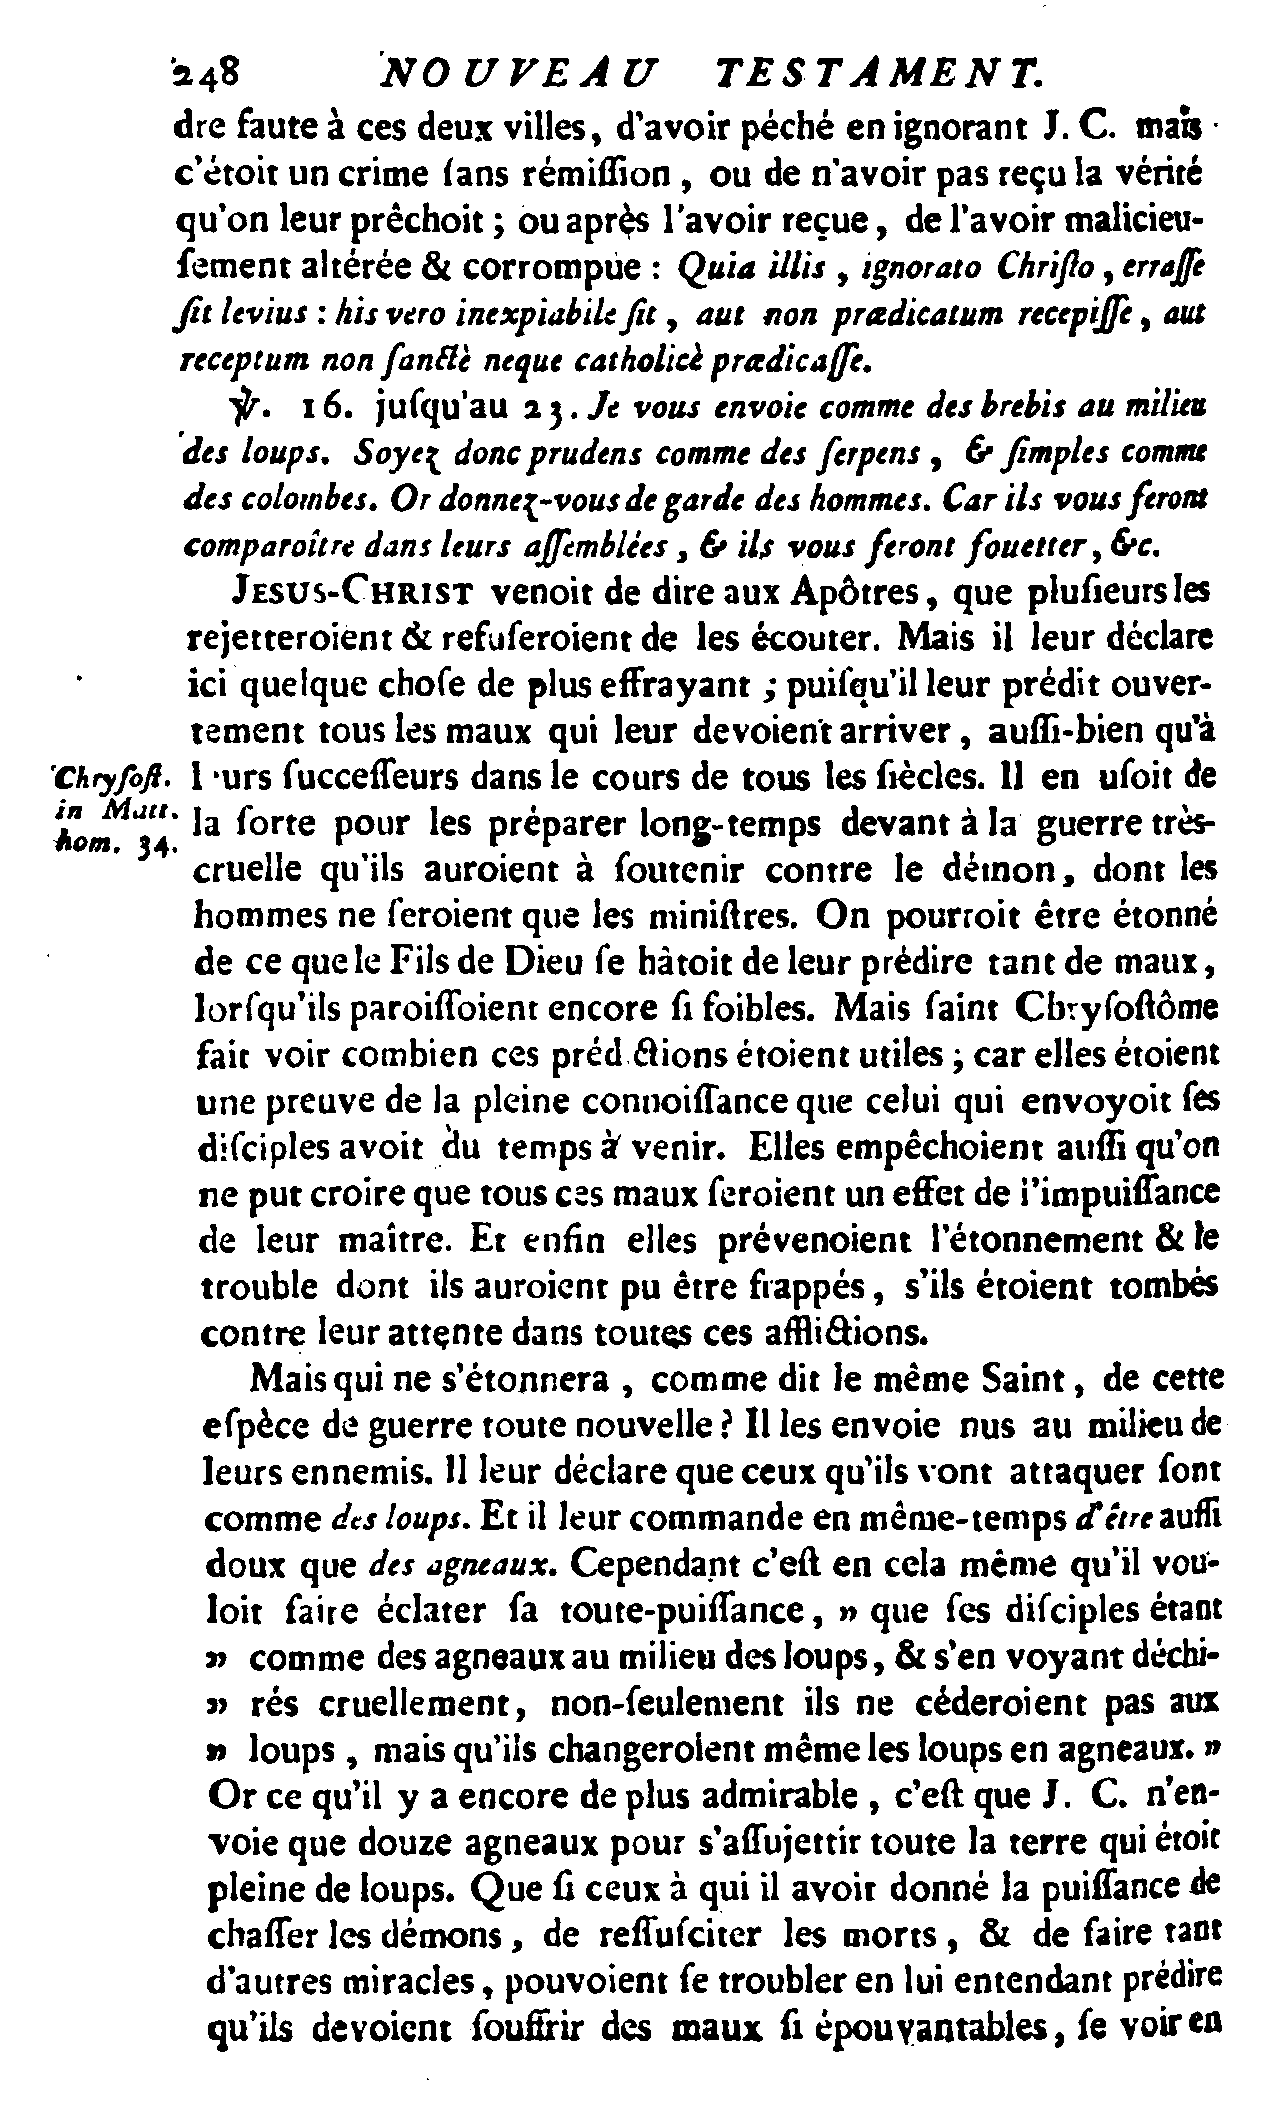 248 NOUVEAU TESTAMENT.
dre faute à ces deux villes, d'avoir péché en ignorant J. C. mais
c'étoit un crime ſans rémiſſion, ou de n'avoir pas reçu la vérité
qu'on leur prêchoit ; ou après l'avoir reçue, de l'avoir malicieu-
ſement altérée & corrompue : Quia illis, ignorato Chriſto, erraſſe
ſit levius : his vero inexpiabile ſit, aut non prædicatum recepiſſe, aut
receptum non ſanctè neque catholicè prædicaſſe.
℣. 16. juſqu'au 23. Je vous envoie comme des brebis au milieu
des loups. Soyez donc prudens comme des ſerpens, & ſimples comme
des colombes. Or donnez-vous de garde des hommes. Car ils vous feront
comparoître dans leurs aſſemblées, & ils vous feront fouetter, &c.
JESUS-CHRIST venoit de dire aux Apôtres, que pluſieurs les
rejetteroient & refuſeroient de les écouter. Mais il leur déclare
ici quelque choſe de plus effrayant ; puiſqu'il leur prédit ouver-
tement tous les maux qui leur devoient arriver, auſſi-bien qu'à
Chryſoſt.
in Matt.
hom. 34.
leurs ſucceſſeurs dans le cours de tous les ſiècles. Il en uſoit de
la ſorte pour les préparer long-temps devant à la guerre très-
cruelle qu'ils auroient à ſoutenir contre le démon, dont les
hommes ne ſeroient que les miniſtres. On pourroit être étonné
de ce que le Fils de Dieu ſe hâtoit de leur prédire tant de maux,
lorſqu'ils paroiſſoient encore ſi foibles. Mais ſaint Chryſoſtôme
fait voir combien ces prédictions étoient utiles ; car elles étoient
une preuve de la pleine connoiſſance que celui qui envoyoit ſes
diſciples avoit du temps à venir. Elles empêchoient auſſi qu'on
ne put croire que tous ces maux ſeroient un effet de l'impuiſſance
de leur maître. Et enfin elles prévenoient l'étonnement & le
trouble dont ils auroient pu être frappés, s'ils étoient tombés
contre leur attente dans toutes ces afflictions.
Mais qui ne s'étonnera, comme dit le même Saint, de cette
eſpèce de guerre toute nouvelle ? Il les envoie nus au milieu de
leurs ennemis. Il leur déclare que ceux qu'ils vont attaquer ſont
comme des loups. Et il leur commande en même-temps d'être auſſi
doux que des agneaux. Cependant c'eſt en cela même qu'il vou-
loit faire éclater ſa toute-puiſſance, » que ſes diſciples étant
» comme des agneaux au milieu des loups, & s'en voyant déchi-
» rés cruellement, non-ſeulement ils ne céderoient pas aux
» loups, mais qu'ils changeroient même les loups en agneaux. »
Or ce qu'il y a encore de plus admirable, c'eſt que J. C. n'en-
voie que douze agneaux pour s'aſſujettir toute la terre qui étoit
pleine de loups. Que ſi ceux à qui il avoit donné la puiſſance de
chaſſer les démons, de reſſuſciter les morts, & de faire tant
d'autres miracles, pouvoient ſe troubler en lui entendant prédire
qu'ils devoient ſouffrir des maux ſi épouvantables, ſe voir en